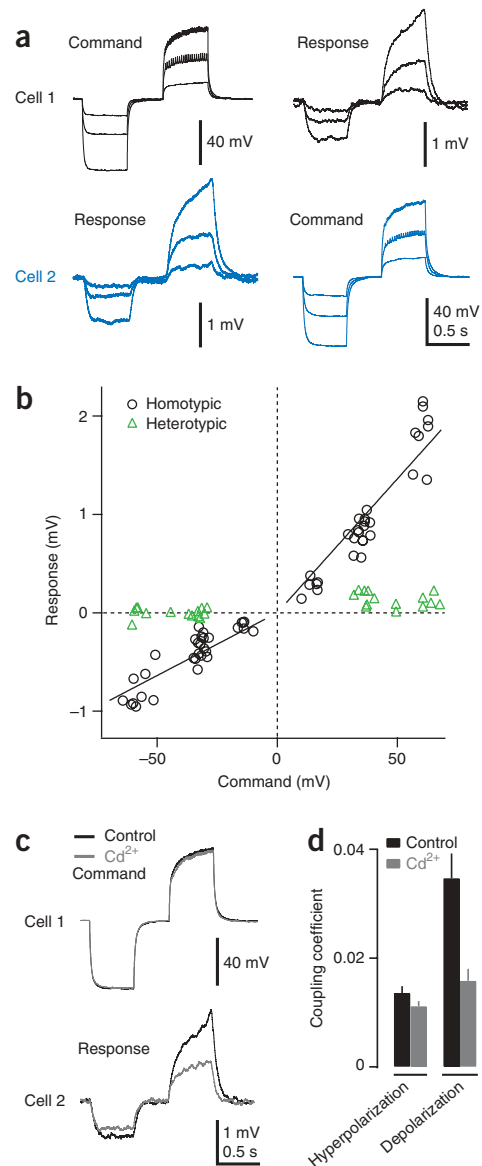 a
Command
Response
Cell 1
40 mV
1 mV
Response
Command
Cell 2
1 mV
40 mV
0.5 s
b
Homotypic
Heterotypic
2
1
0
–1
Response (mV)
–50
0
50
Command (mV)
c
Control
Cd²⁺
Command
Cell 1
40 mV
Response
Cell 2
1 mV
0.5 s
d
Control
Cd²⁺
0.04
0.02
0
Coupling coefficient
Hyperpolarization
Depolarization